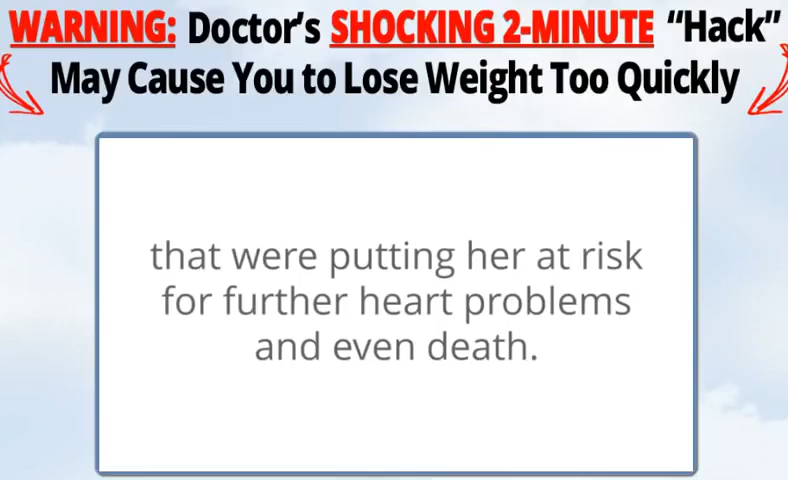 WARNING: Doctor's SHOCKING 2-MINUTE “Hack”
May Cause You to Lose Weight Too Quickly
that were putting her at risk
for further heart problems
and even death.